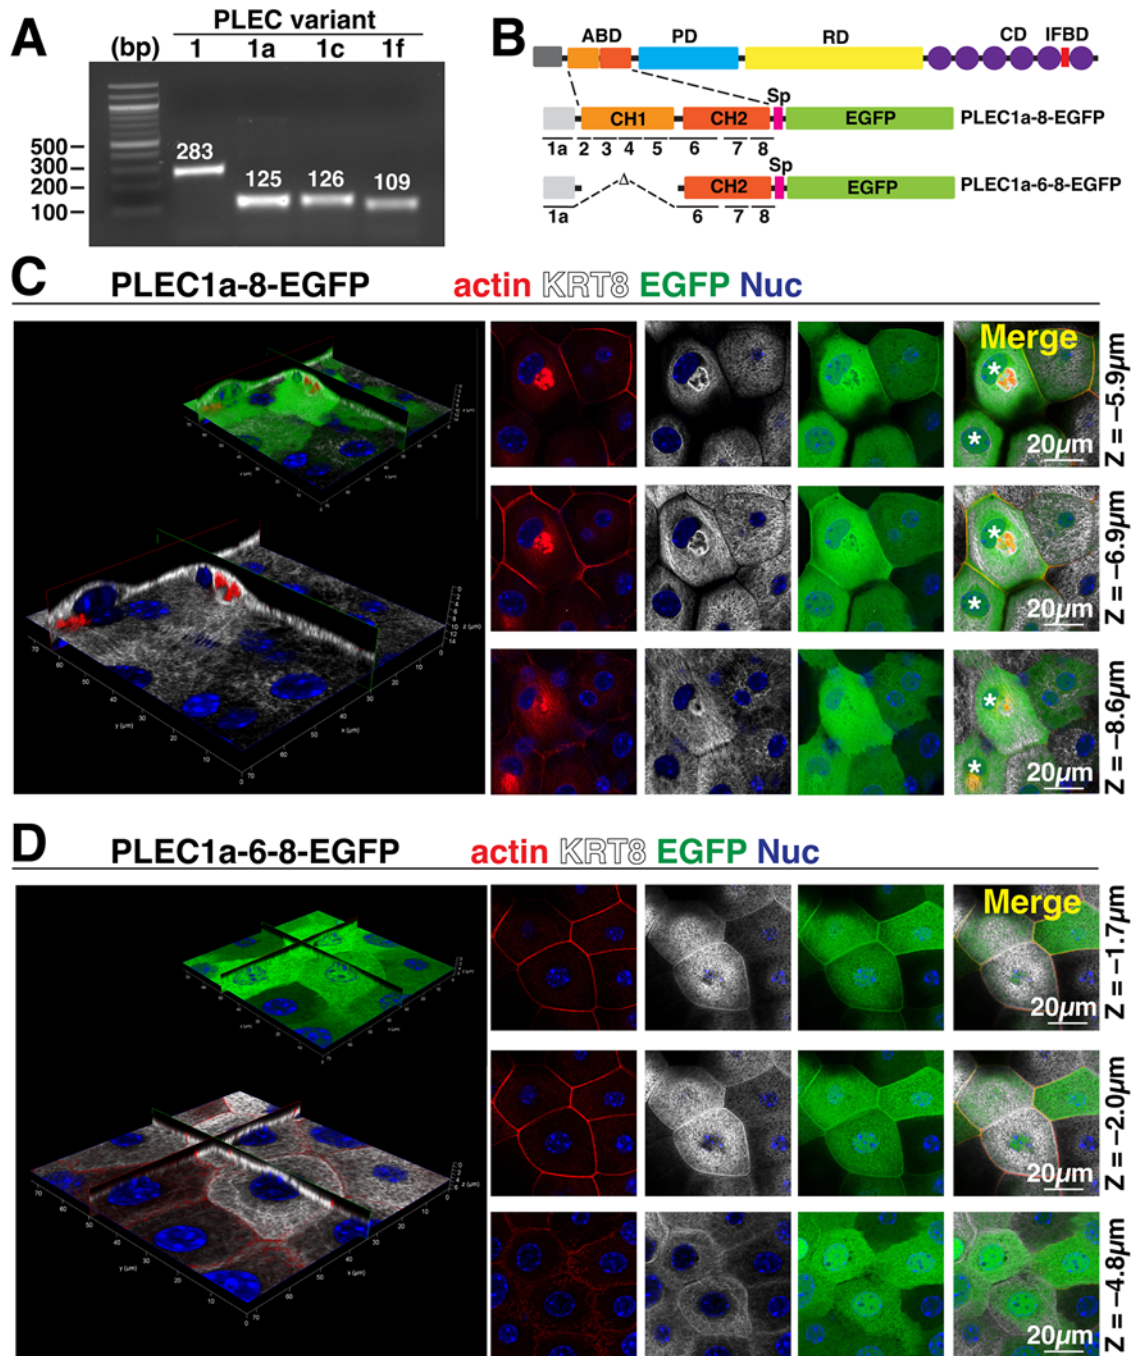 A
PLEC variant
(bp) 1 1a 1c 1f
500
300
200
100
283
125 126 109
B
ABD PD RD CD IFBD
Sp
CH1 CH2 EGFP PLEC1a-8-EGFP
1a 2 3 4 5 6 7 8
Sp
Δ CH2 EGFP PLEC1a-6-8-EGFP
1a 6 7 8
C PLEC1a-8-EGFP actin KRT8 EGFP Nuc
Merge
*
*
20µm
Z = −5.9µm
*
*
20µm
Z = −6.9µm
*
*
20µm
Z = −8.6µm
D PLEC1a-6-8-EGFP actin KRT8 EGFP Nuc
Merge
20µm
Z = −1.7µm
20µm
Z = −2.0µm
20µm
Z = −4.8µm